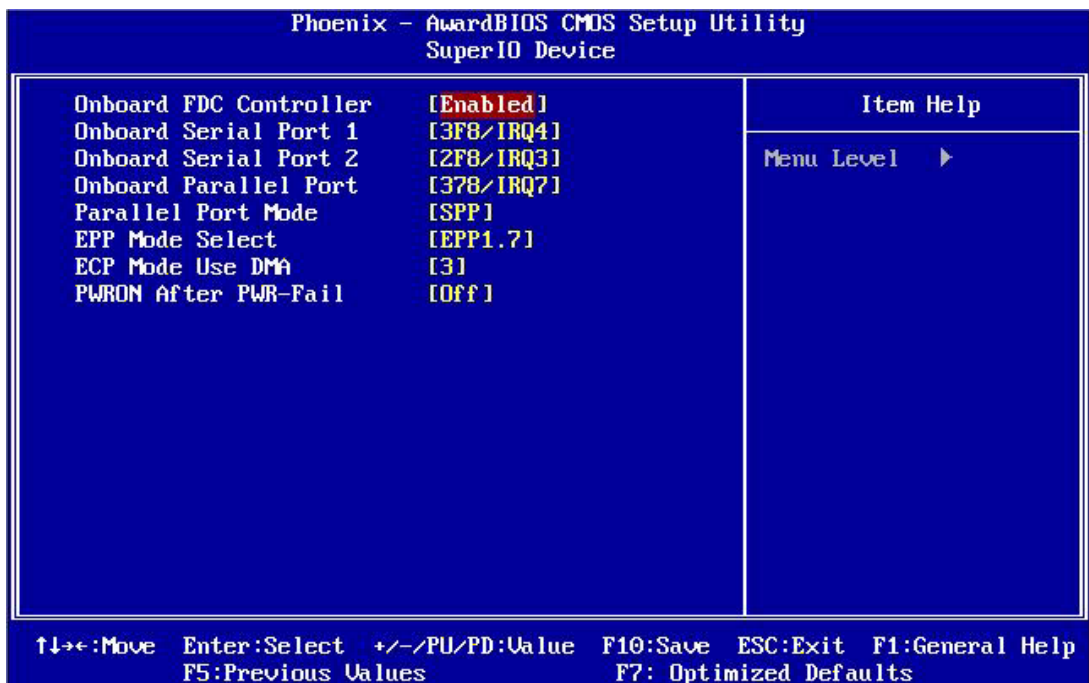 Phoenix - AwardBIOS CMOS Setup Utility
SuperIO Device
Onboard FDC Controller [Enabled]
Onboard Serial Port 1 [3F8/IRQ4]
Onboard Serial Port 2 [2F8/IRQ3]
Onboard Parallel Port [378/IRQ7]
Parallel Port Mode [SPP]
EPP Mode Select [EPP1.7]
ECP Mode Use DMA [3]
PWRON After PWR-Fail [Off]
Item Help
Menu Level ▶
↑↓→←:Move Enter:Select +/-/PU/PD:Value F10:Save ESC:Exit F1:General Help
F5:Previous Values F7: Optimized Defaults